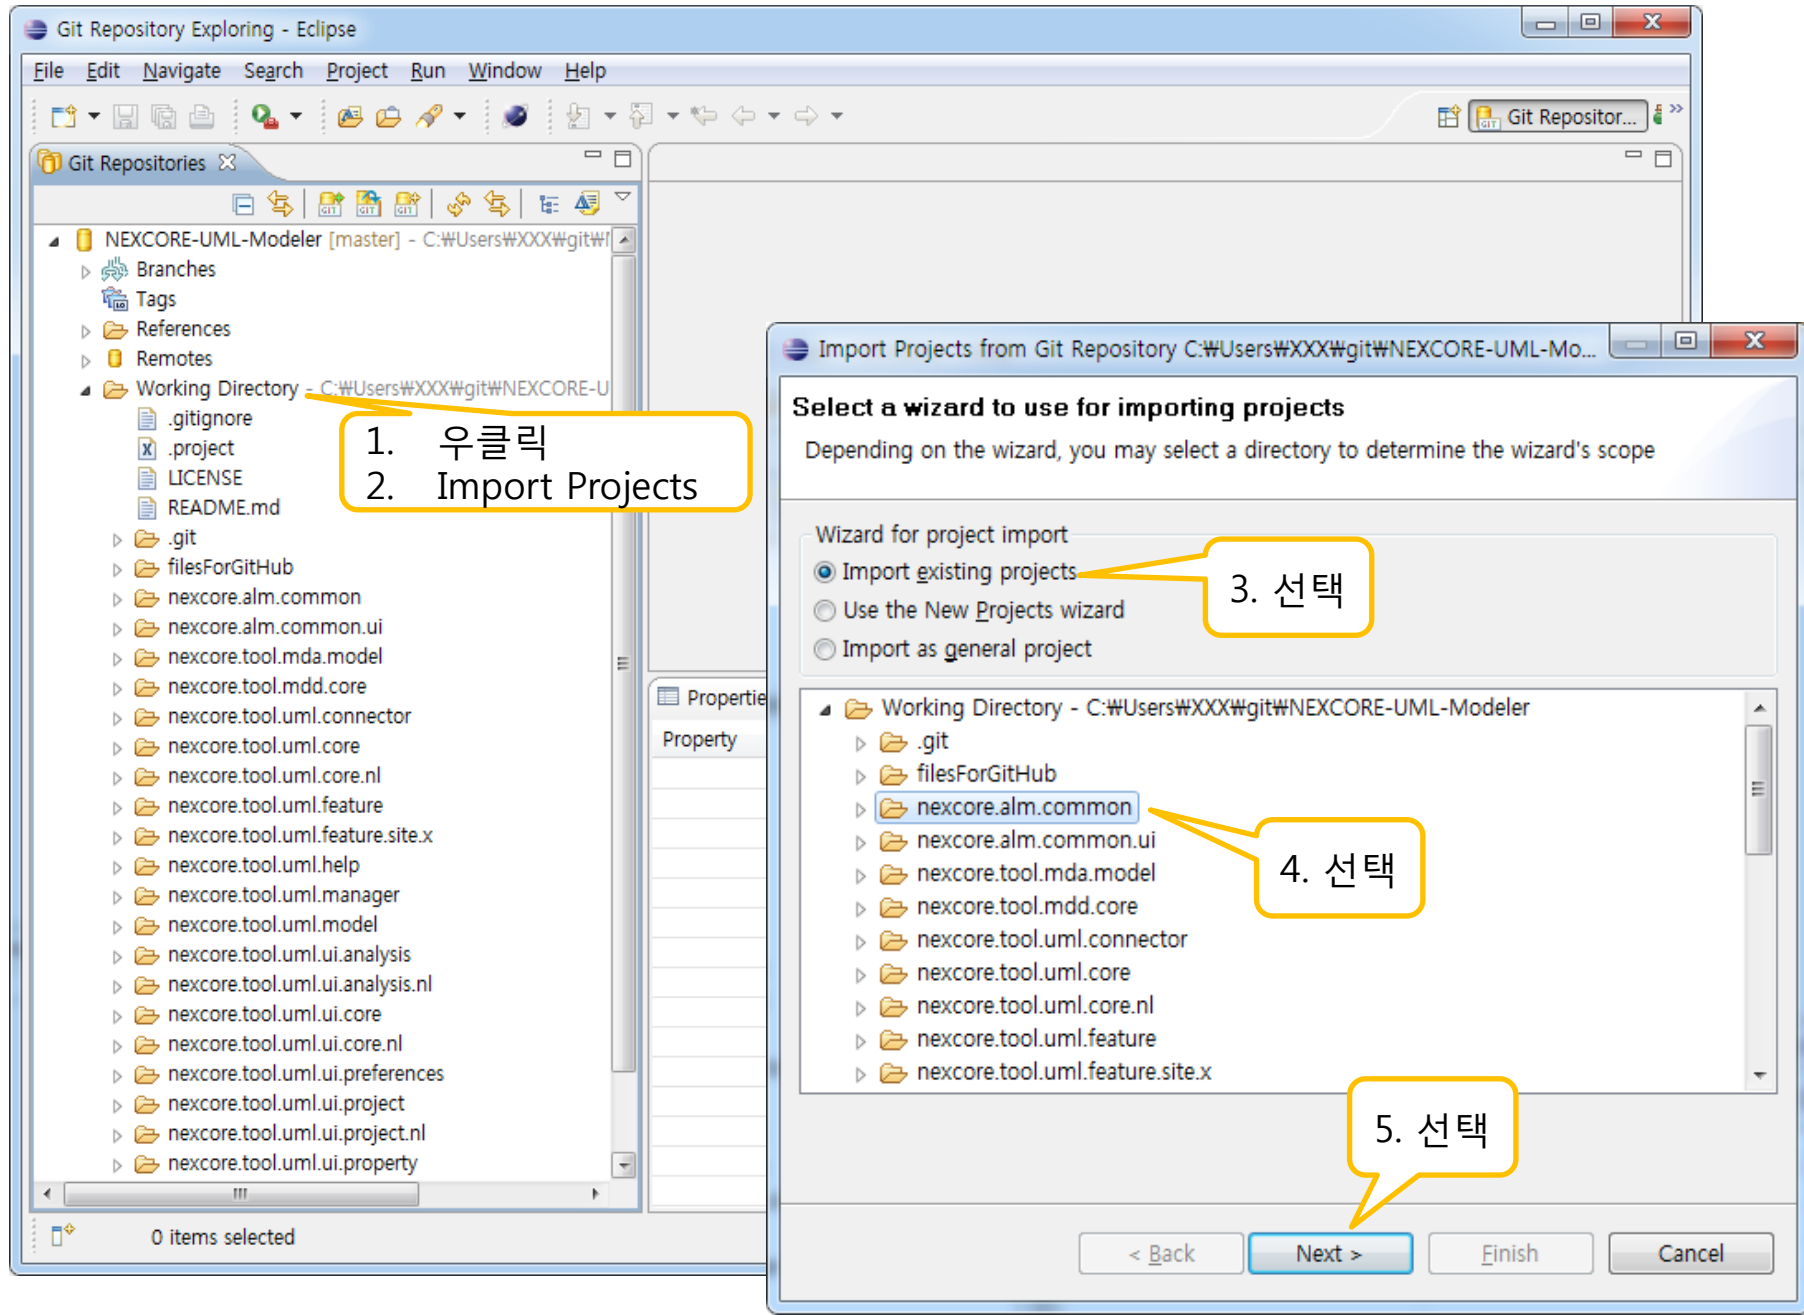 Git Repository Exploring - Eclipse
File Edit Navigate Search Project Run Window Help
Git Repositor...
Git Repositories
NEXCORE-UML-Modeler [master] - C:₩Users₩XXX₩git₩
Branches
Tags
References
Remotes
Working Directory - C:₩Users₩XXX₩git₩NEXCORE-U
.gitignore
.project
LICENSE
README.md
.git
filesForGitHub
nexcore.alm.common
nexcore.alm.common.ui
nexcore.tool.mda.model
nexcore.tool.mdd.core
nexcore.tool.uml.connector
nexcore.tool.uml.core
nexcore.tool.uml.core.nl
nexcore.tool.uml.feature
nexcore.tool.uml.feature.site.x
nexcore.tool.uml.help
nexcore.tool.uml.manager
nexcore.tool.uml.model
nexcore.tool.uml.ui.analysis
nexcore.tool.uml.ui.analysis.nl
nexcore.tool.uml.ui.core
nexcore.tool.uml.ui.core.nl
nexcore.tool.uml.ui.preferences
nexcore.tool.uml.ui.project
nexcore.tool.uml.ui.project.nl
nexcore.tool.uml.ui.property
0 items selected
1. 우클릭
2. Import Projects
Propertie
Property
Import Projects from Git Repository C:₩Users₩XXX₩git₩NEXCORE-UML-Mo...
Select a wizard to use for importing projects
Depending on the wizard, you may select a directory to determine the wizard's scope
Wizard for project import
Import existing projects
Use the New Projects wizard
Import as general project
3. 선택
Working Directory - C:₩Users₩XXX₩git₩NEXCORE-UML-Modeler
.git
filesForGitHub
nexcore.alm.common
nexcore.alm.common.ui
nexcore.tool.mda.model
nexcore.tool.mdd.core
nexcore.tool.uml.connector
nexcore.tool.uml.core
nexcore.tool.uml.core.nl
nexcore.tool.uml.feature
nexcore.tool.uml.feature.site.x
4. 선택
5. 선택
< Back Next > Finish Cancel